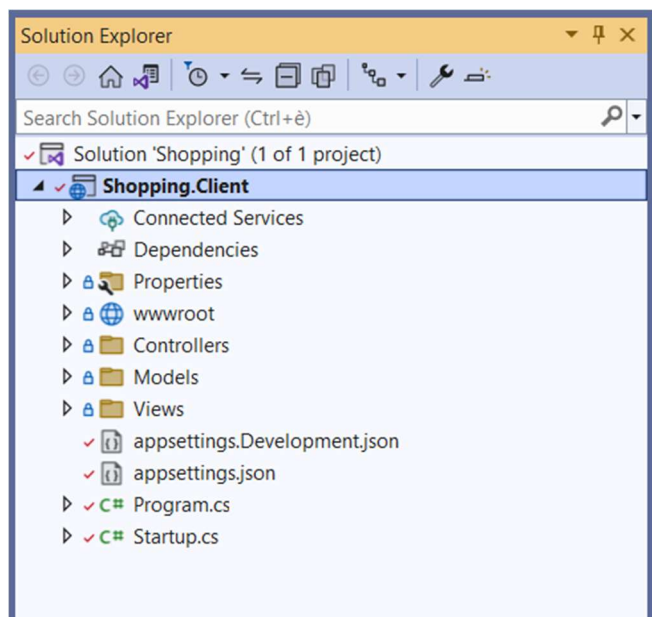 Solution Explorer
Search Solution Explorer (Ctrl+è)
Solution 'Shopping' (1 of 1 project)
Shopping.Client
Connected Services
Dependencies
Properties
wwwroot
Controllers
Models
Views
appsettings.Development.json
appsettings.json
C# Program.cs
C# Startup.cs